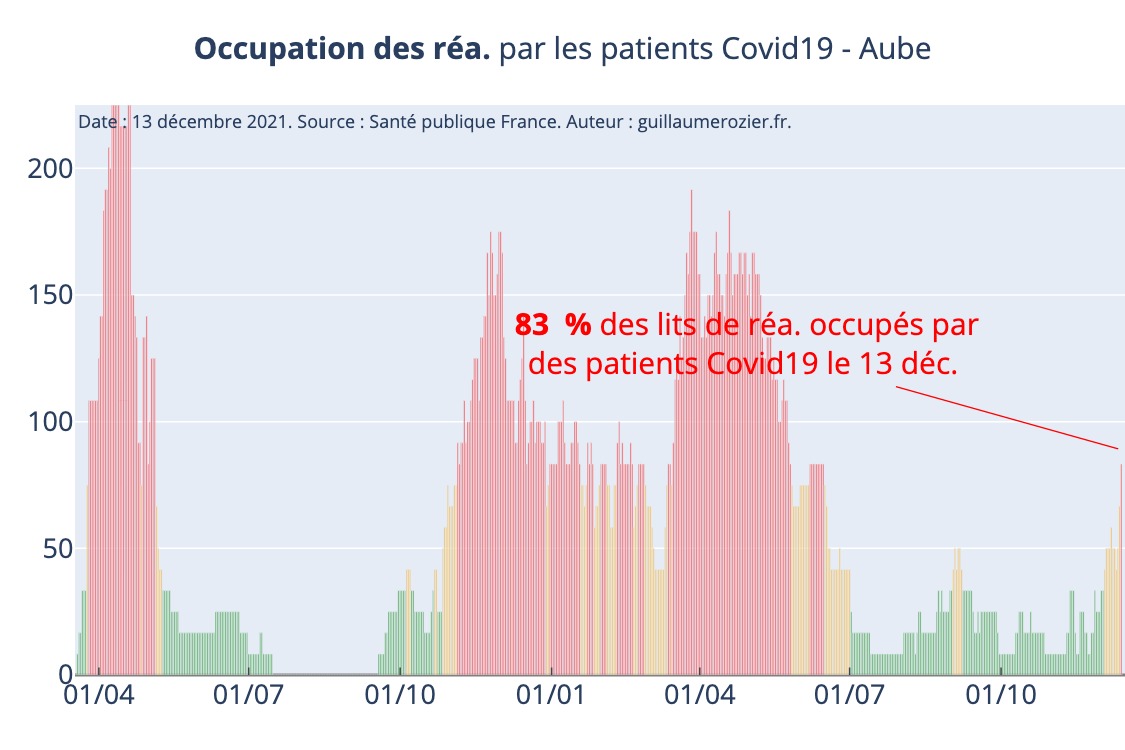 Occupation des réa. par les patients Covid19 - Aube
Date : 13 décembre 2021. Source : Santé publique France. Auteur : guillaumerozier.fr.
200
150
83 % des lits de réa. occupés par
des patients Covid19 le 13 déc.
100
50
0
01/04 01/07 01/10 01/01 01/04 01/07 01/10